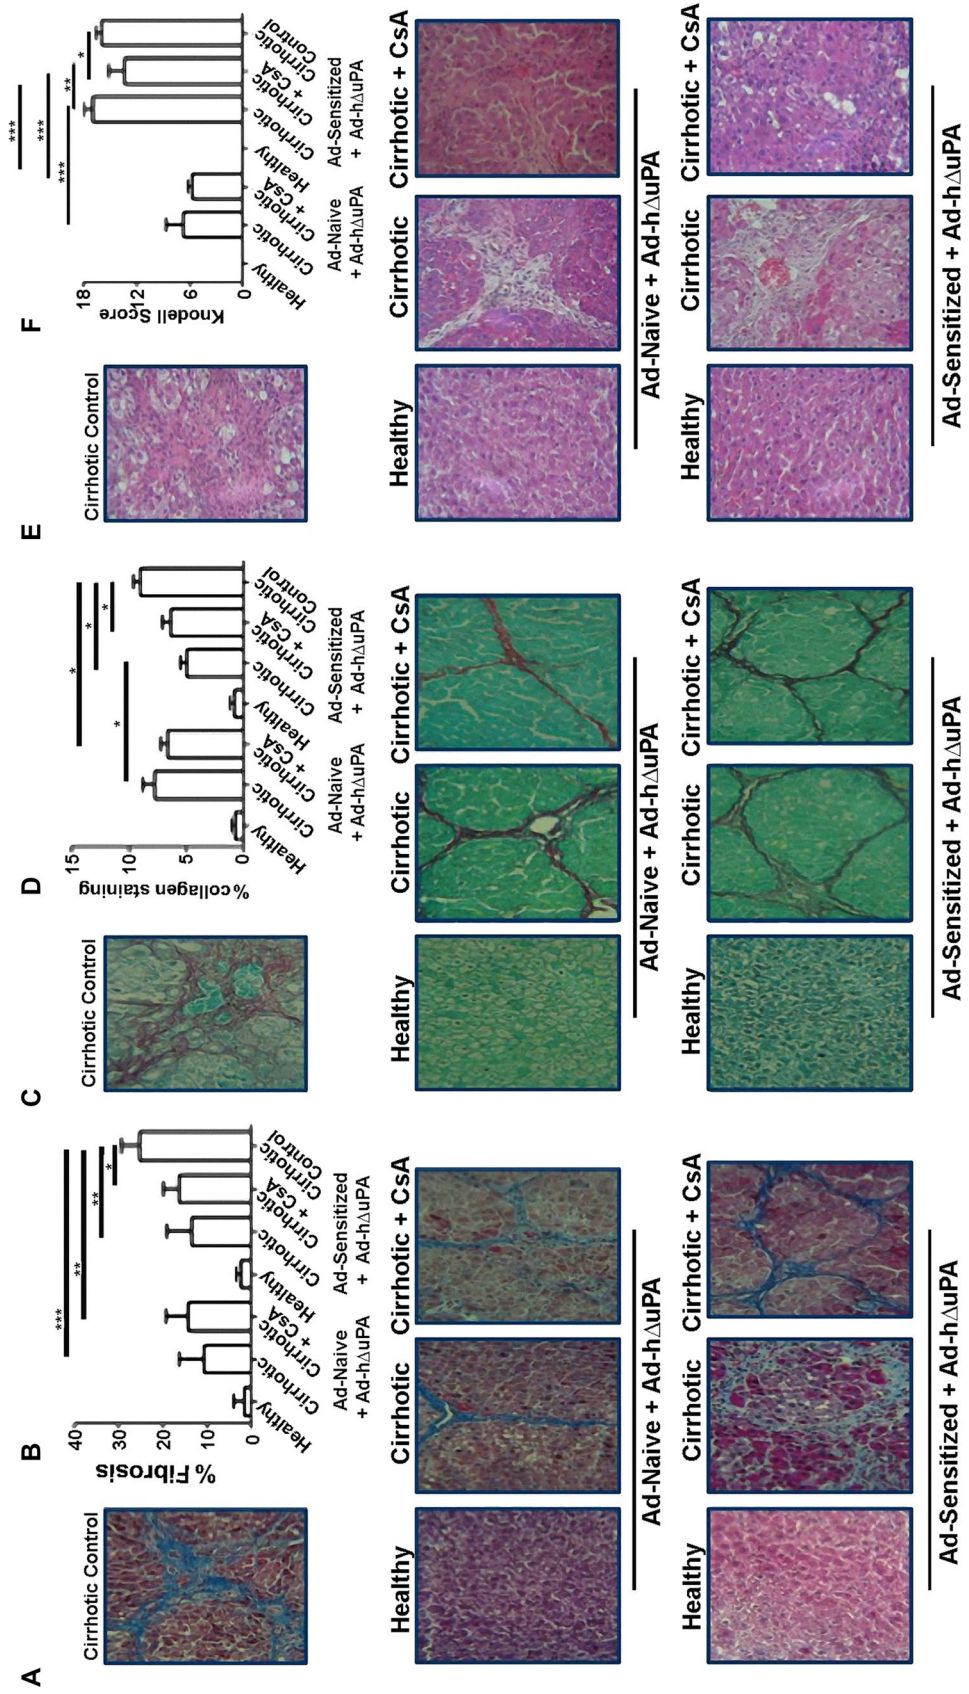 A
Cirrhotic Control
Healthy
Cirrhotic
Cirrhotic + CsA
Ad-Naive + Ad-hΔuPA
Healthy
Cirrhotic
Cirrhotic + CsA
Ad-Sensitized + Ad-hΔuPA
B
% Fibrosis
40
30
20
10
0
***
**
**
*
Healthy
Cirrhotic
Cirrhotic + CsA
Healthy
Cirrhotic
Cirrhotic + CsA
Cirrhotic Control
Ad-Naive
+ Ad-hΔuPA
Ad-Sensitized
+ Ad-hΔuPA
C
Cirrhotic Control
Healthy
Cirrhotic
Cirrhotic + CsA
Ad-Naive + Ad-hΔuPA
Healthy
Cirrhotic
Cirrhotic + CsA
Ad-Sensitized + Ad-hΔuPA
D
%collagen staining
15
10
5
0
*
*
*
*
Healthy
Cirrhotic
Cirrhotic + CsA
Healthy
Cirrhotic
Cirrhotic + CsA
Cirrhotic Control
Ad-Naive
+ Ad-hΔuPA
Ad-Sensitized
+ Ad-hΔuPA
E
Cirrhotic Control
Healthy
Cirrhotic
Cirrhotic + CsA
Ad-Naive + Ad-hΔuPA
Healthy
Cirrhotic
Cirrhotic + CsA
Ad-Sensitized + Ad-hΔuPA
F
Knodell Score
18
12
6
0
***
***
***
**
*
Healthy
Cirrhotic
Cirrhotic + CsA
Healthy
Cirrhotic
Cirrhotic + CsA
Cirrhotic Control
Ad-Naive
+ Ad-hΔuPA
Ad-Sensitized
+ Ad-hΔuPA